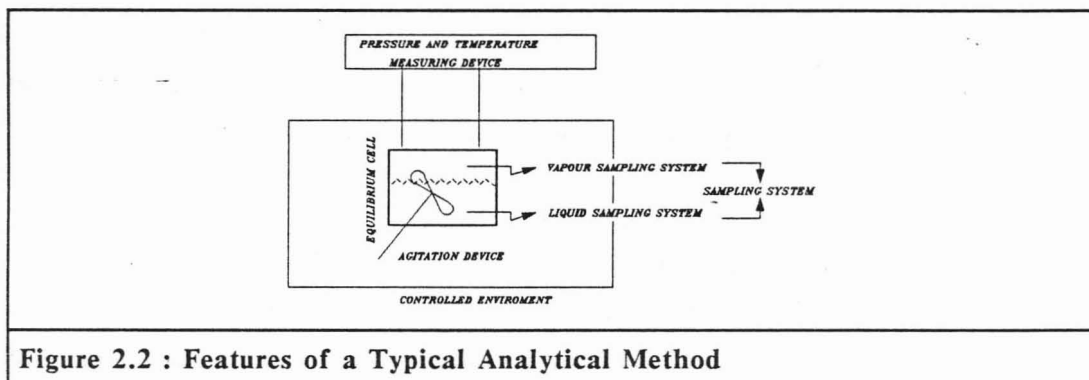 PRESSURE AND TEMPERATURE
MEASURING DEVICE
EQUILIBRIUM CELL
VAPOUR SAMPLING SYSTEM
SAMPLING SYSTEM
LIQUID SAMPLING SYSTEM
AGITATION DEVICE
CONTROLLED ENVIROMENT
Figure 2.2 : Features of a Typical Analytical Method